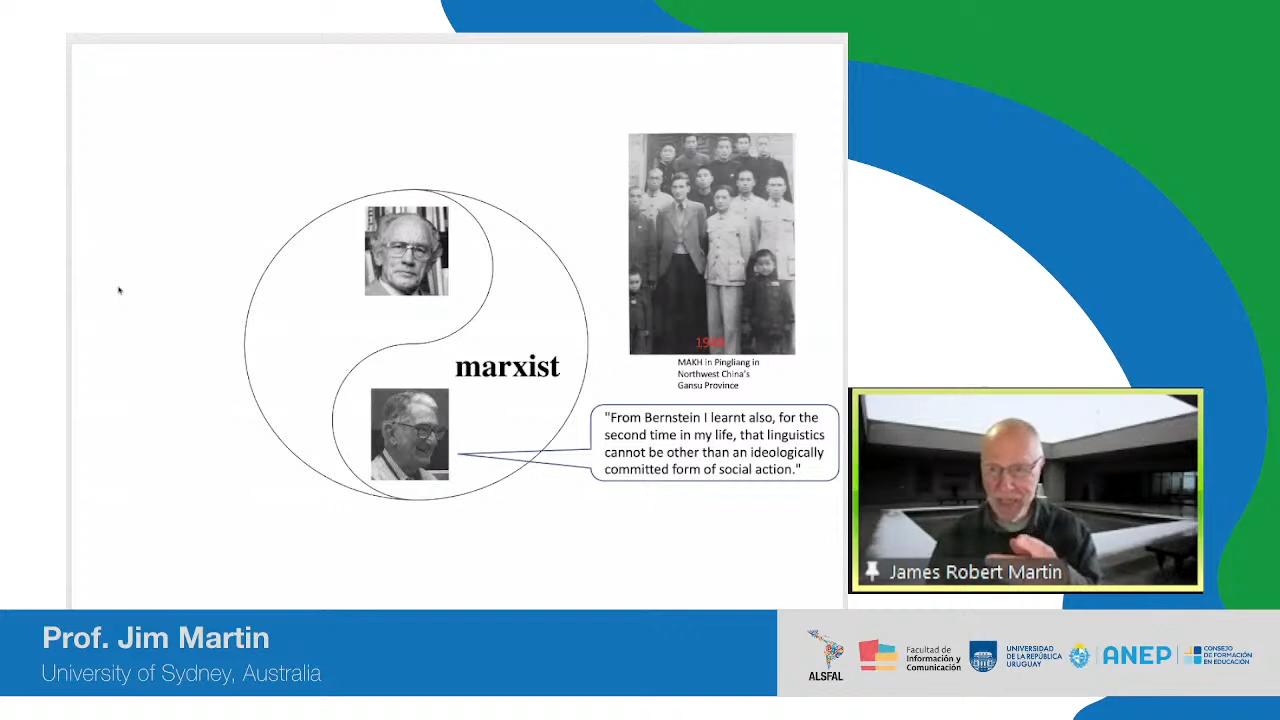 marxist
MAKH in Pingliang in
Northwest China's
Gansu Province
"From Bernstein I learnt also, for the
second time in my life, that linguistics
cannot be other than an ideologically
committed form of social action."
James Robert Martin
Prof. Jim Martin
University of Sydney, Australia
ALSFAL
Facultad de
Información y
Comunicación
UNIVERSIDAD
DE LA REPÚBLICA
URUGUAY
ANEP
CONSEJO
DE FORMACIÓN
EN EDUCACIÓN